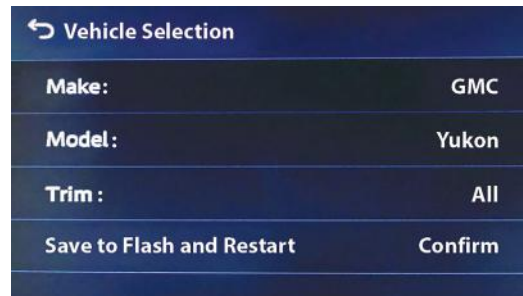 Vehicle Selection
Make: GMC
Model: Yukon
Trim : All
Save to Flash and Restart Confirm